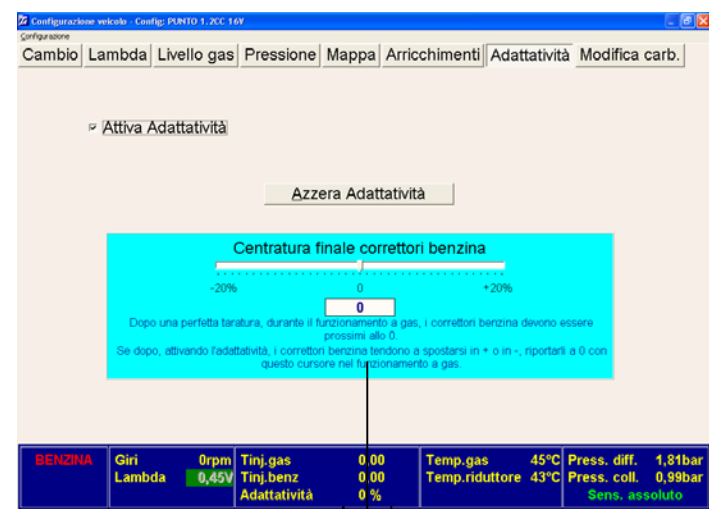 Configurazione veicolo - Config: PUNTO 1.2CC 16V
Configurazione
Cambio Lambda Livello gas Pressione Mappa Arricchimenti Adattatività Modifica carb.
Attiva Adattatività
Azzera Adattatività
Centratura finale correttori benzina
-20% 0 +20%
0
Dopo una perfetta taratura, durante il funzionamento a gas, i correttori benzina devono essere
prossimi allo 0.
Se dopo, attivando l'adattatività, i correttori benzina tendono a spostarsi in + o in -, riportarli a 0 con
questo cursore nel funzionamento a gas.
BENZINA Giri 0rpm Tinj.gas 0,00 Temp.gas 45°C Press. diff. 1,81bar
Lambda 0,45V Tinj.benz 0,00 Temp.riduttore 43°C Press. coll. 0,99bar
Adattatività 0 % Sens. assoluto